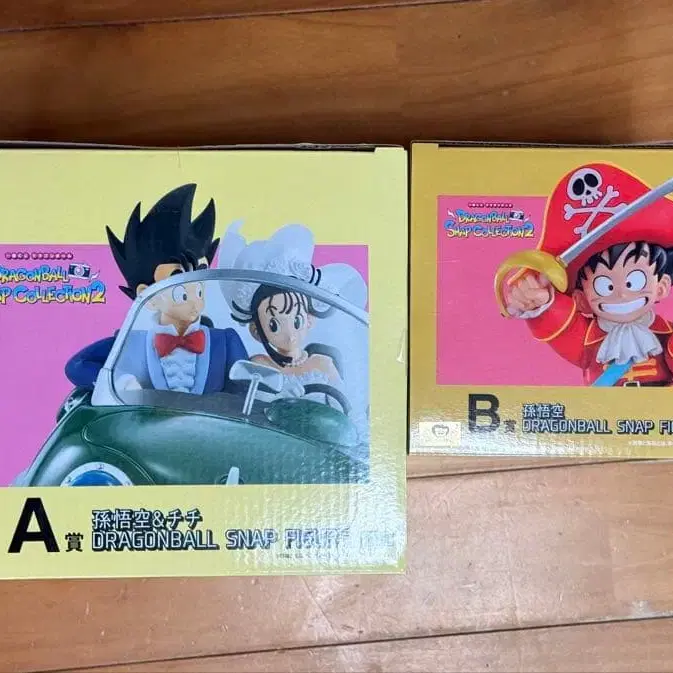 DRAGONBALL
SNAP COLLECTION2
A賞
孫悟空&チチ
DRAGONBALL SNAP FIGURE
DRAGONBALL
SNAP COLLECTION2
B賞
孫悟空
DRAGONBALL SNAP FI